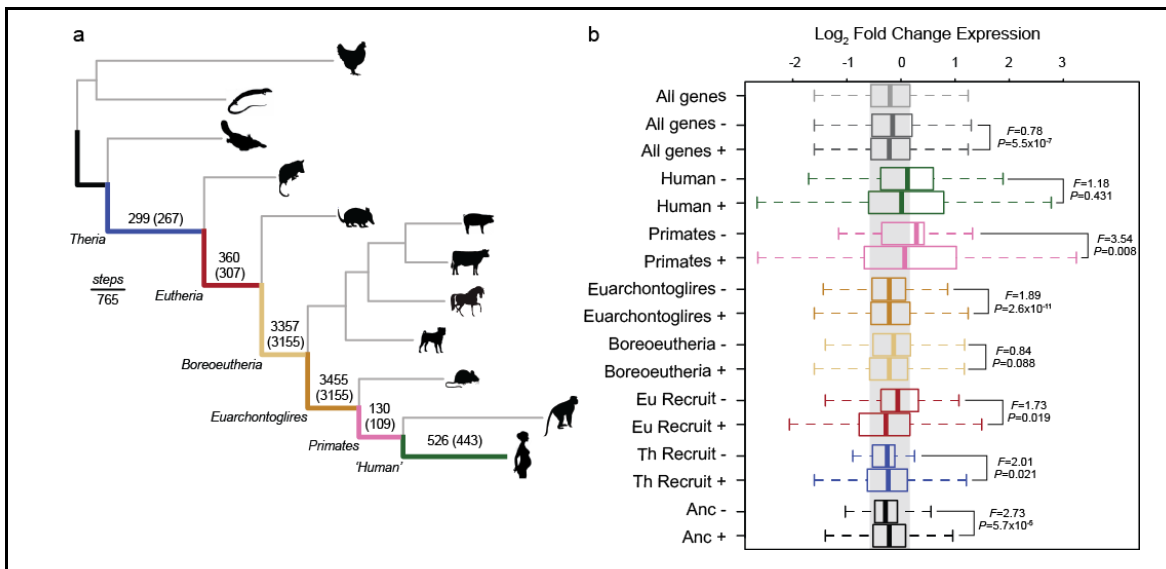 a
299 (267)
Theria
steps
765
360
(307)
Eutheria
3357
(3155)
Boreoeutheria
3455
(3155)
Euarchontoglires
130
(109)
Primates
526 (443)
'Human'
b
Log₂ Fold Change Expression
-2 -1 0 1 2 3
All genes
All genes -
All genes +
F=0.78
P=5.5x10⁻⁷
Human -
Human +
F=1.18
P=0.431
Primates -
Primates +
F=3.54
P=0.008
Euarchontoglires -
Euarchontoglires +
F=1.89
P=2.6x10⁻¹¹
Boreoeutheria -
Boreoeutheria +
F=0.84
P=0.088
Eu Recruit -
Eu Recruit +
F=1.73
P=0.019
Th Recruit -
Th Recruit +
F=2.01
P=0.021
Anc -
Anc +
F=2.73
P=5.7x10⁻⁵